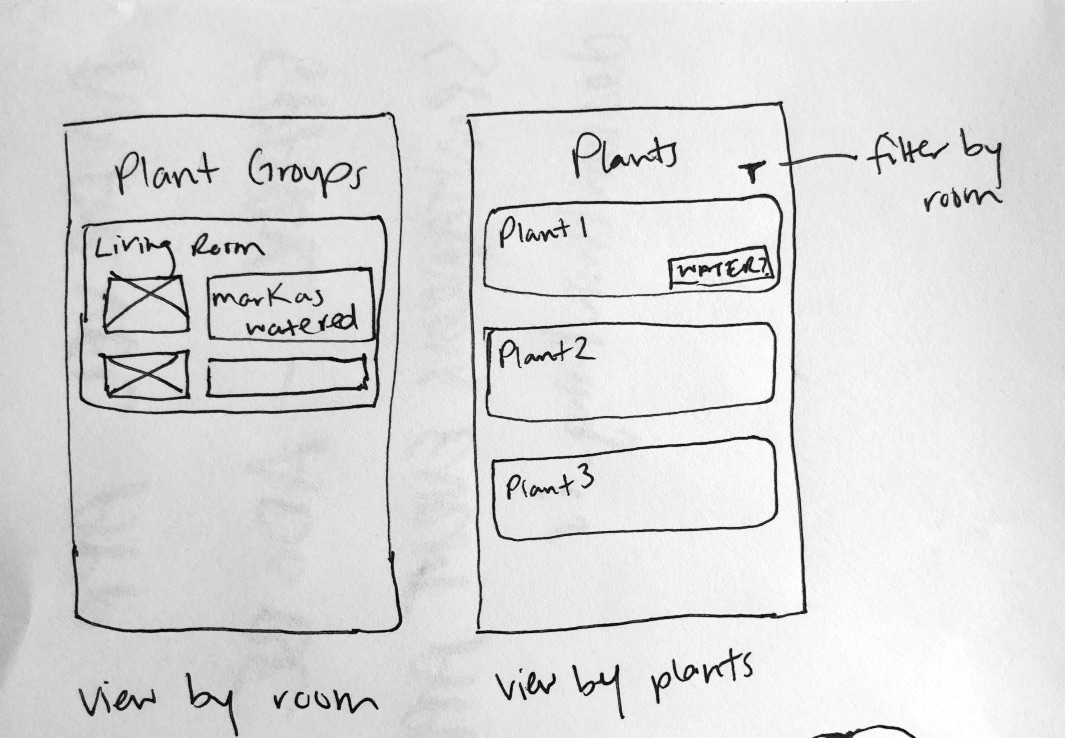 Plant Groups
Living Room
mark as
watered
view by room
Plants
filter by
room
Plant 1
WATER?
Plant 2
Plant 3
view by plants